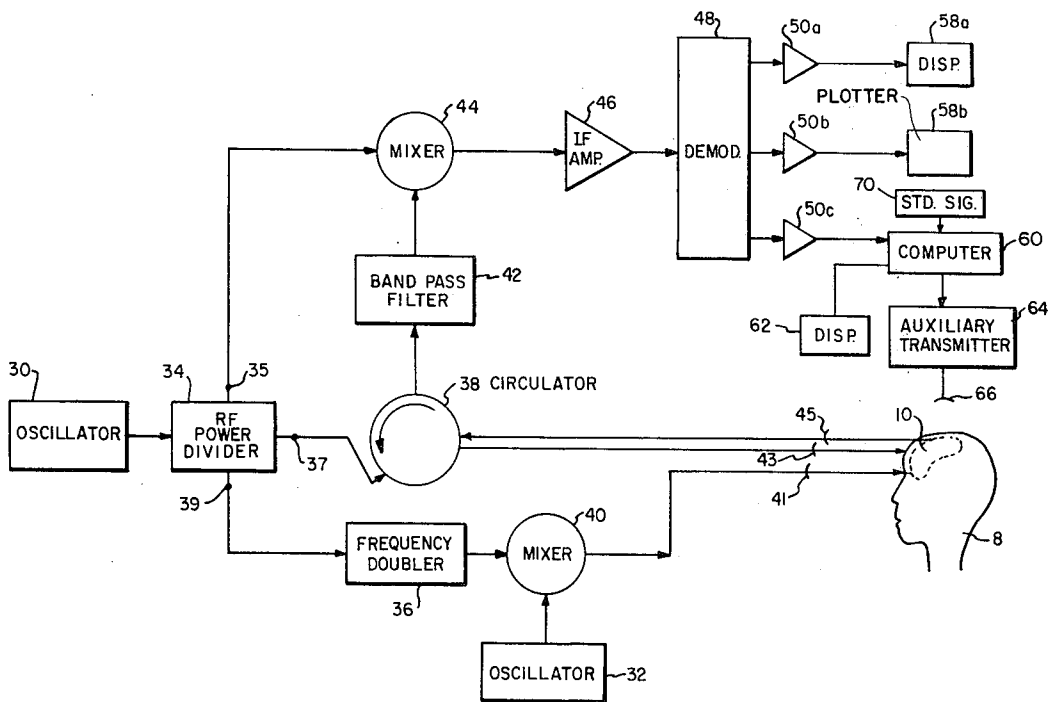 48
50a
58a
DISP.
44
46
MIXER
I.F.
AMP.
DEMOD.
PLOTTER
50b
58b
70
STD. SIG.
50c
COMPUTER
60
BAND PASS
FILTER
42
62
DISP.
64
AUXILIARY
TRANSMITTER
30
34
35
38 CIRCULATOR
66
OSCILLATOR
RF
POWER
DIVIDER
37
45
10
43
39
41
40
FREQUENCY
DOUBLER
MIXER
8
36
OSCILLATOR
32